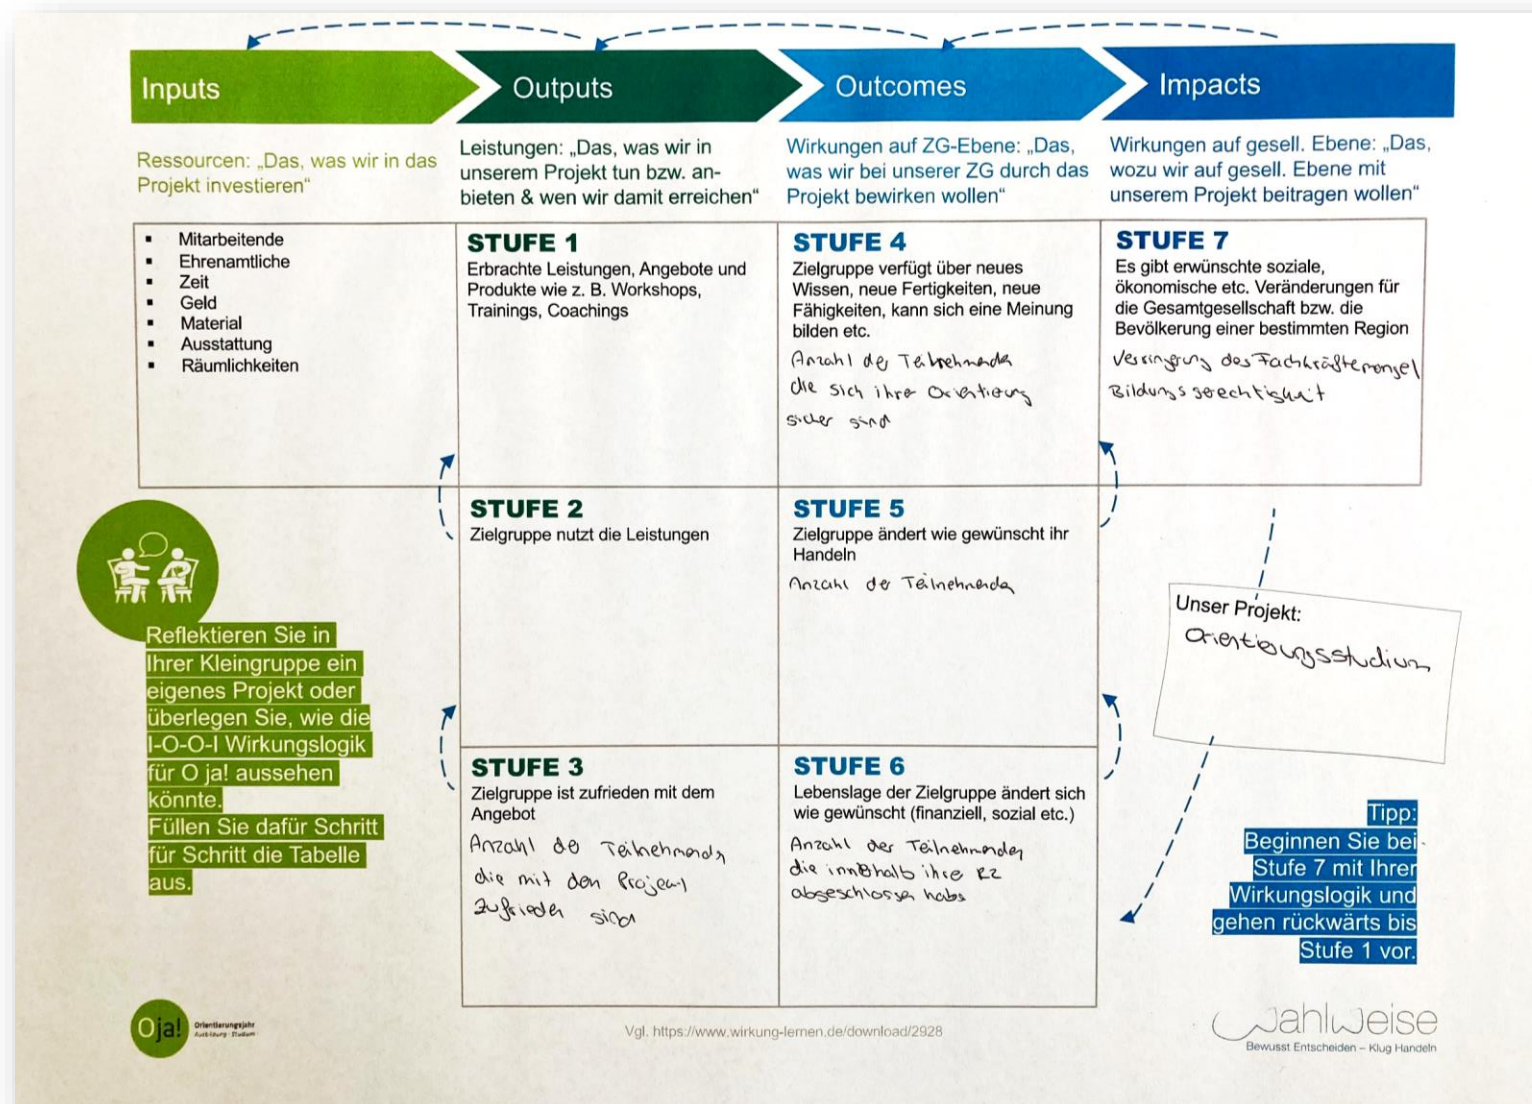 Inputs
Outputs
Outcomes
Impacts
Ressourcen: „Das, was wir in das
Projekt investieren“
Leistungen: „Das, was wir in
unserem Projekt tun bzw. an-
bieten & wen wir damit erreichen“
Wirkungen auf ZG-Ebene: „Das,
was wir bei unserer ZG durch das
Projekt bewirken wollen“
Wirkungen auf gesell. Ebene: „Das,
wozu wir auf gesell. Ebene mit
unserem Projekt beitragen wollen“
▪ Mitarbeitende
▪ Ehrenamtliche
▪ Zeit
▪ Geld
▪ Material
▪ Ausstattung
▪ Räumlichkeiten
STUFE 1
Erbrachte Leistungen, Angebote und
Produkte wie z. B. Workshops,
Trainings, Coachings
STUFE 4
Zielgruppe verfügt über neues
Wissen, neue Fertigkeiten, neue
Fähigkeiten, kann sich eine Meinung
bilden etc.
Anzahl der Teilnehmende
die sich ihrer Orientierung
sicher sind
STUFE 7
Es gibt erwünschte soziale,
ökonomische etc. Veränderungen für
die Gesamtgesellschaft bzw. die
Bevölkerung einer bestimmten Region
Verringerung des Fachkräftemangel
Bildungsgerechtigkeit
STUFE 2
Zielgruppe nutzt die Leistungen
STUFE 5
Zielgruppe ändert wie gewünscht ihr
Handeln
Anzahl der Teilnehmende
STUFE 3
Zielgruppe ist zufrieden mit dem
Angebot
Anzahl der Teilnehmende
die mit den Projekt
zufrieden sind
STUFE 6
Lebenslage der Zielgruppe ändert sich
wie gewünscht (finanziell, sozial etc.)
Anzahl der Teilnehmenden
die innerhalb ihre RZ
abgeschlossen habe
Reflektieren Sie in
Ihrer Kleingruppe ein
eigenes Projekt oder
überlegen Sie, wie die
I-O-O-I Wirkungslogik
für O ja! aussehen
könnte.
Füllen Sie dafür Schritt
für Schritt die Tabelle
aus.
Unser Projekt:
Orientierungsstudium
Tipp:
Beginnen Sie bei
Stufe 7 mit Ihrer
Wirkungslogik und
gehen rückwärts bis
Stufe 1 vor.
Oja!
Orientierungsjahr
Ausbildung · Studium
Vgl. https://www.wirkung-lernen.de/download/2928
WahlWeise
Bewusst Entscheiden – Klug Handeln